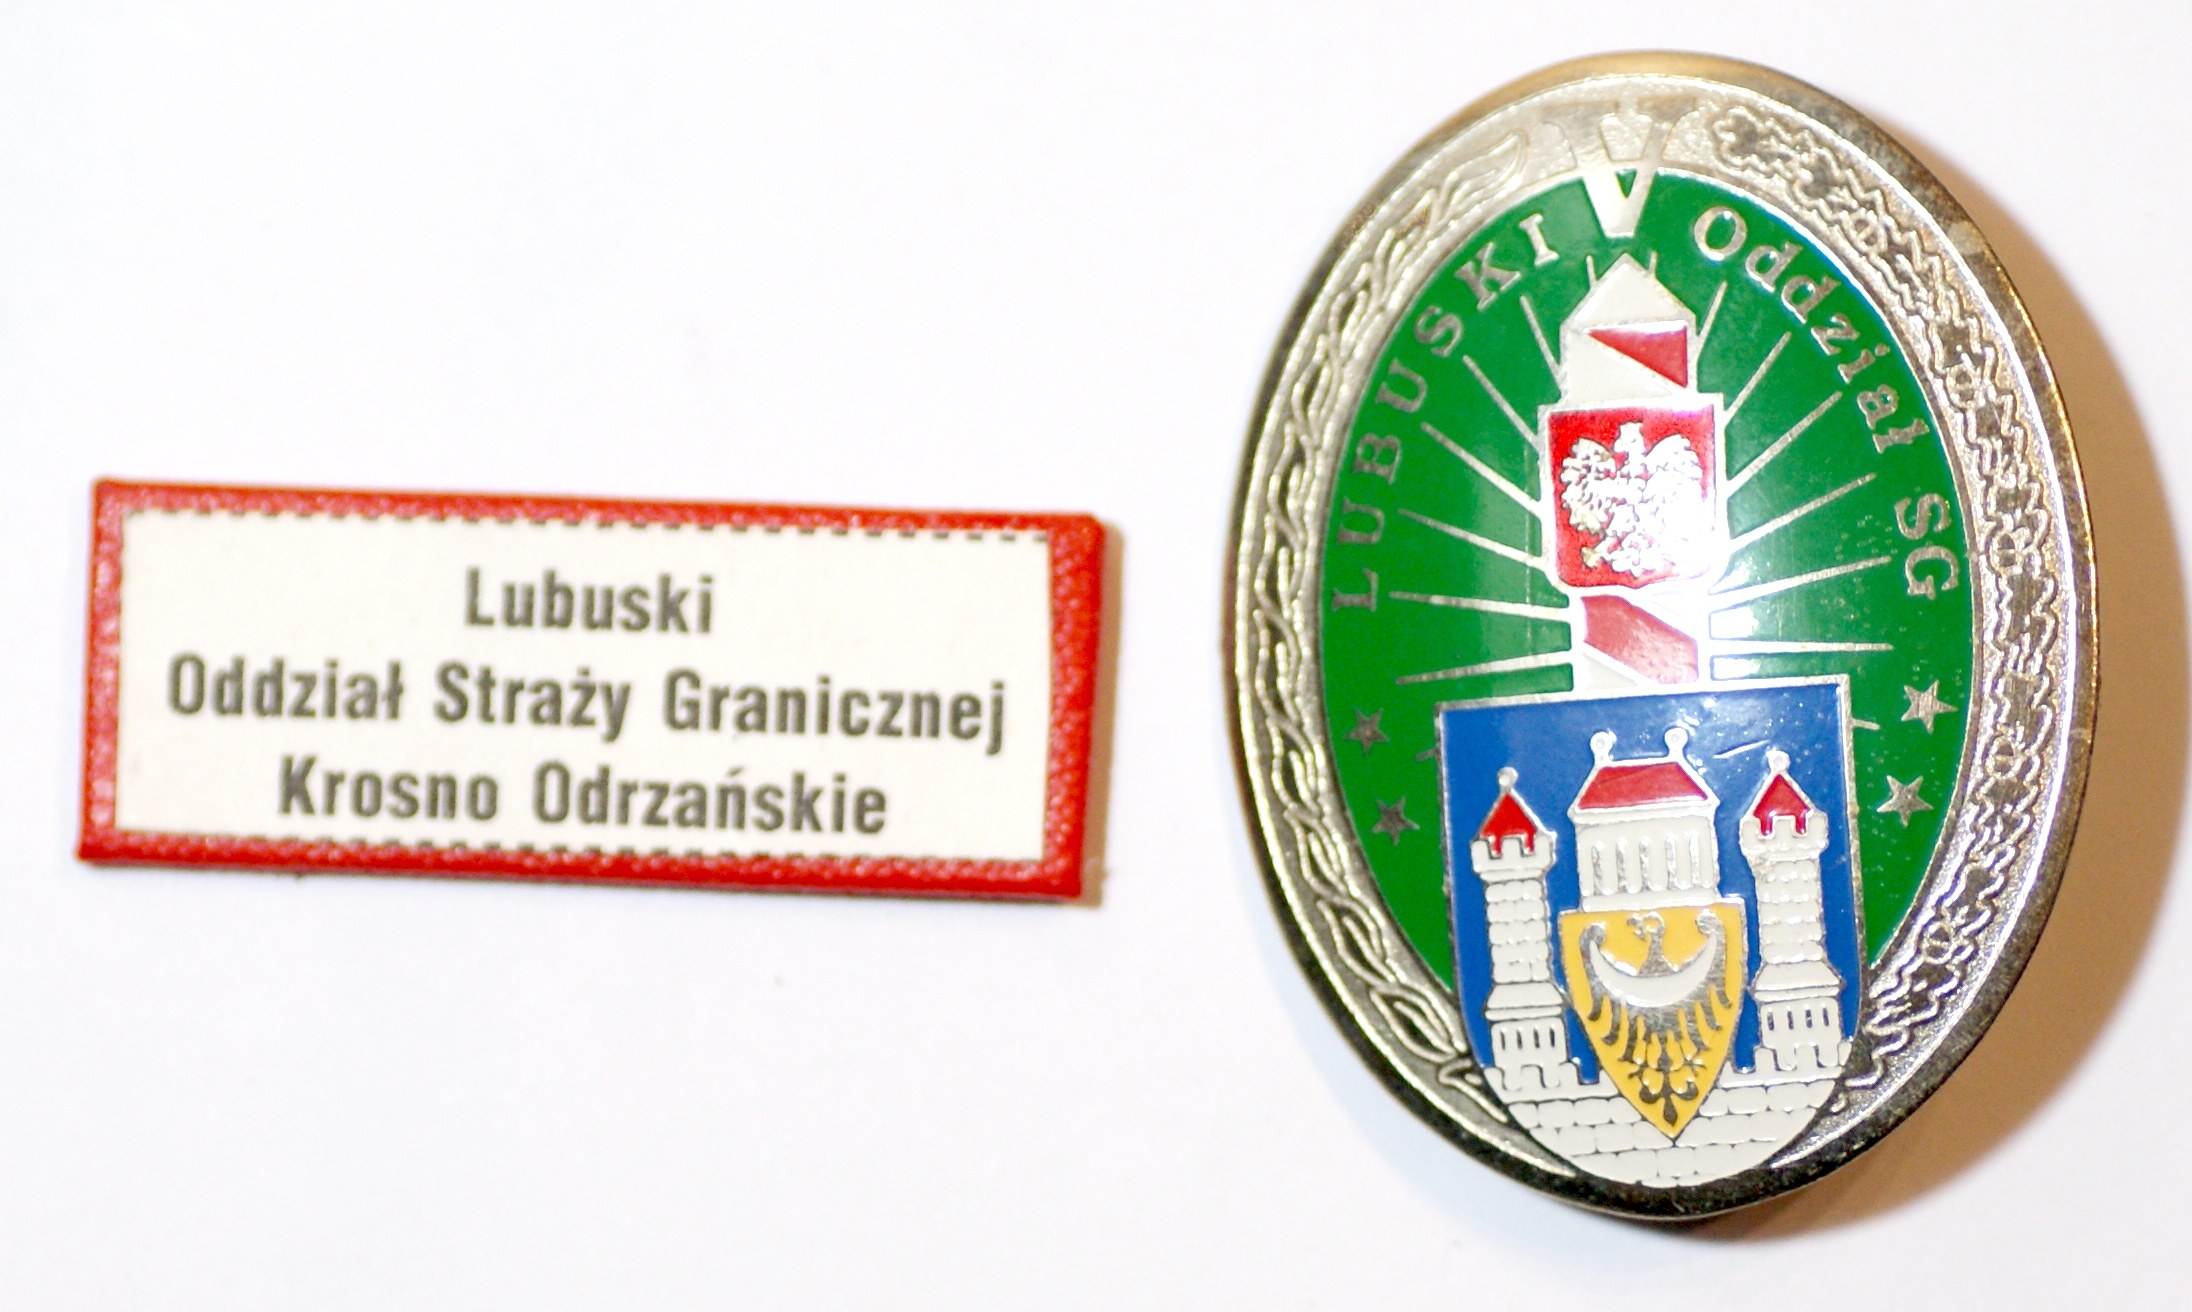 Lubuski
Oddział Straży Granicznej
Krosno Odrzańskie
LUBUSKI Oddział SG